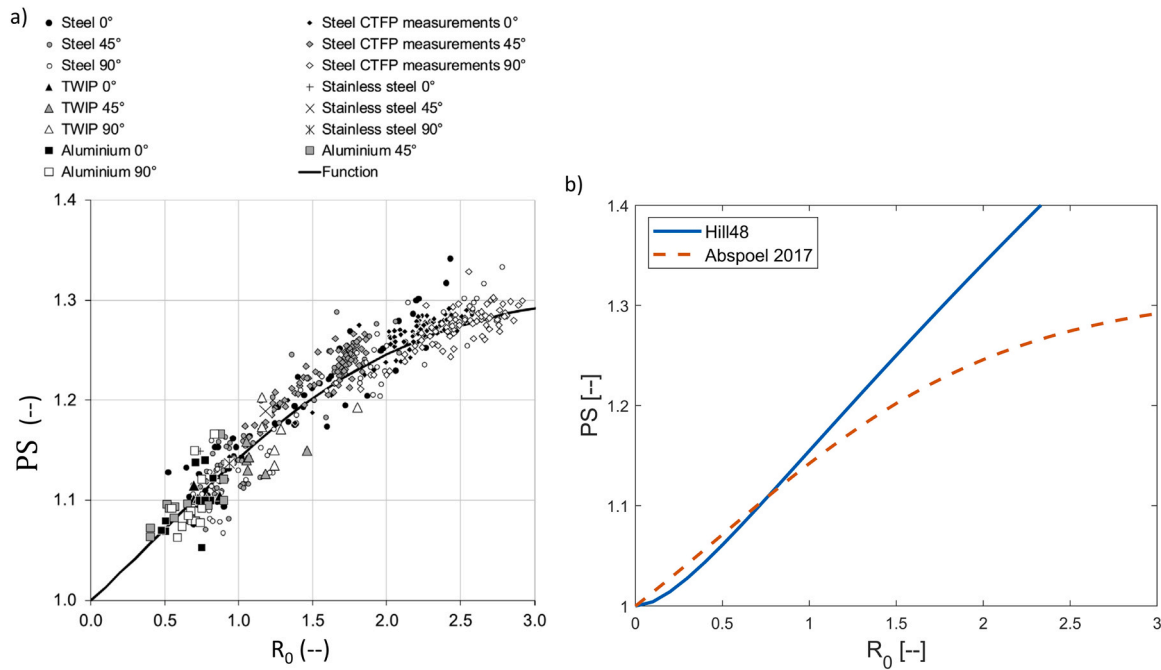 a)
Steel 0°
Steel CTFP measurements 0°
Steel 45°
Steel CTFP measurements 45°
Steel 90°
Steel CTFP measurements 90°
TWIP 0°
Stainless steel 0°
TWIP 45°
Stainless steel 45°
TWIP 90°
Stainless steel 90°
Aluminium 0°
Aluminium 45°
Aluminium 90°
Function
1.4
1.3
1.2
1.1
1.0
PS (--)
0.0 0.5 1.0 1.5 2.0 2.5 3.0
R₀ (--)
b)
Hill48
Abspoel 2017
1.4
1.3
1.2
1.1
1
PS [--]
0 0.5 1 1.5 2 2.5 3
R₀ [--]